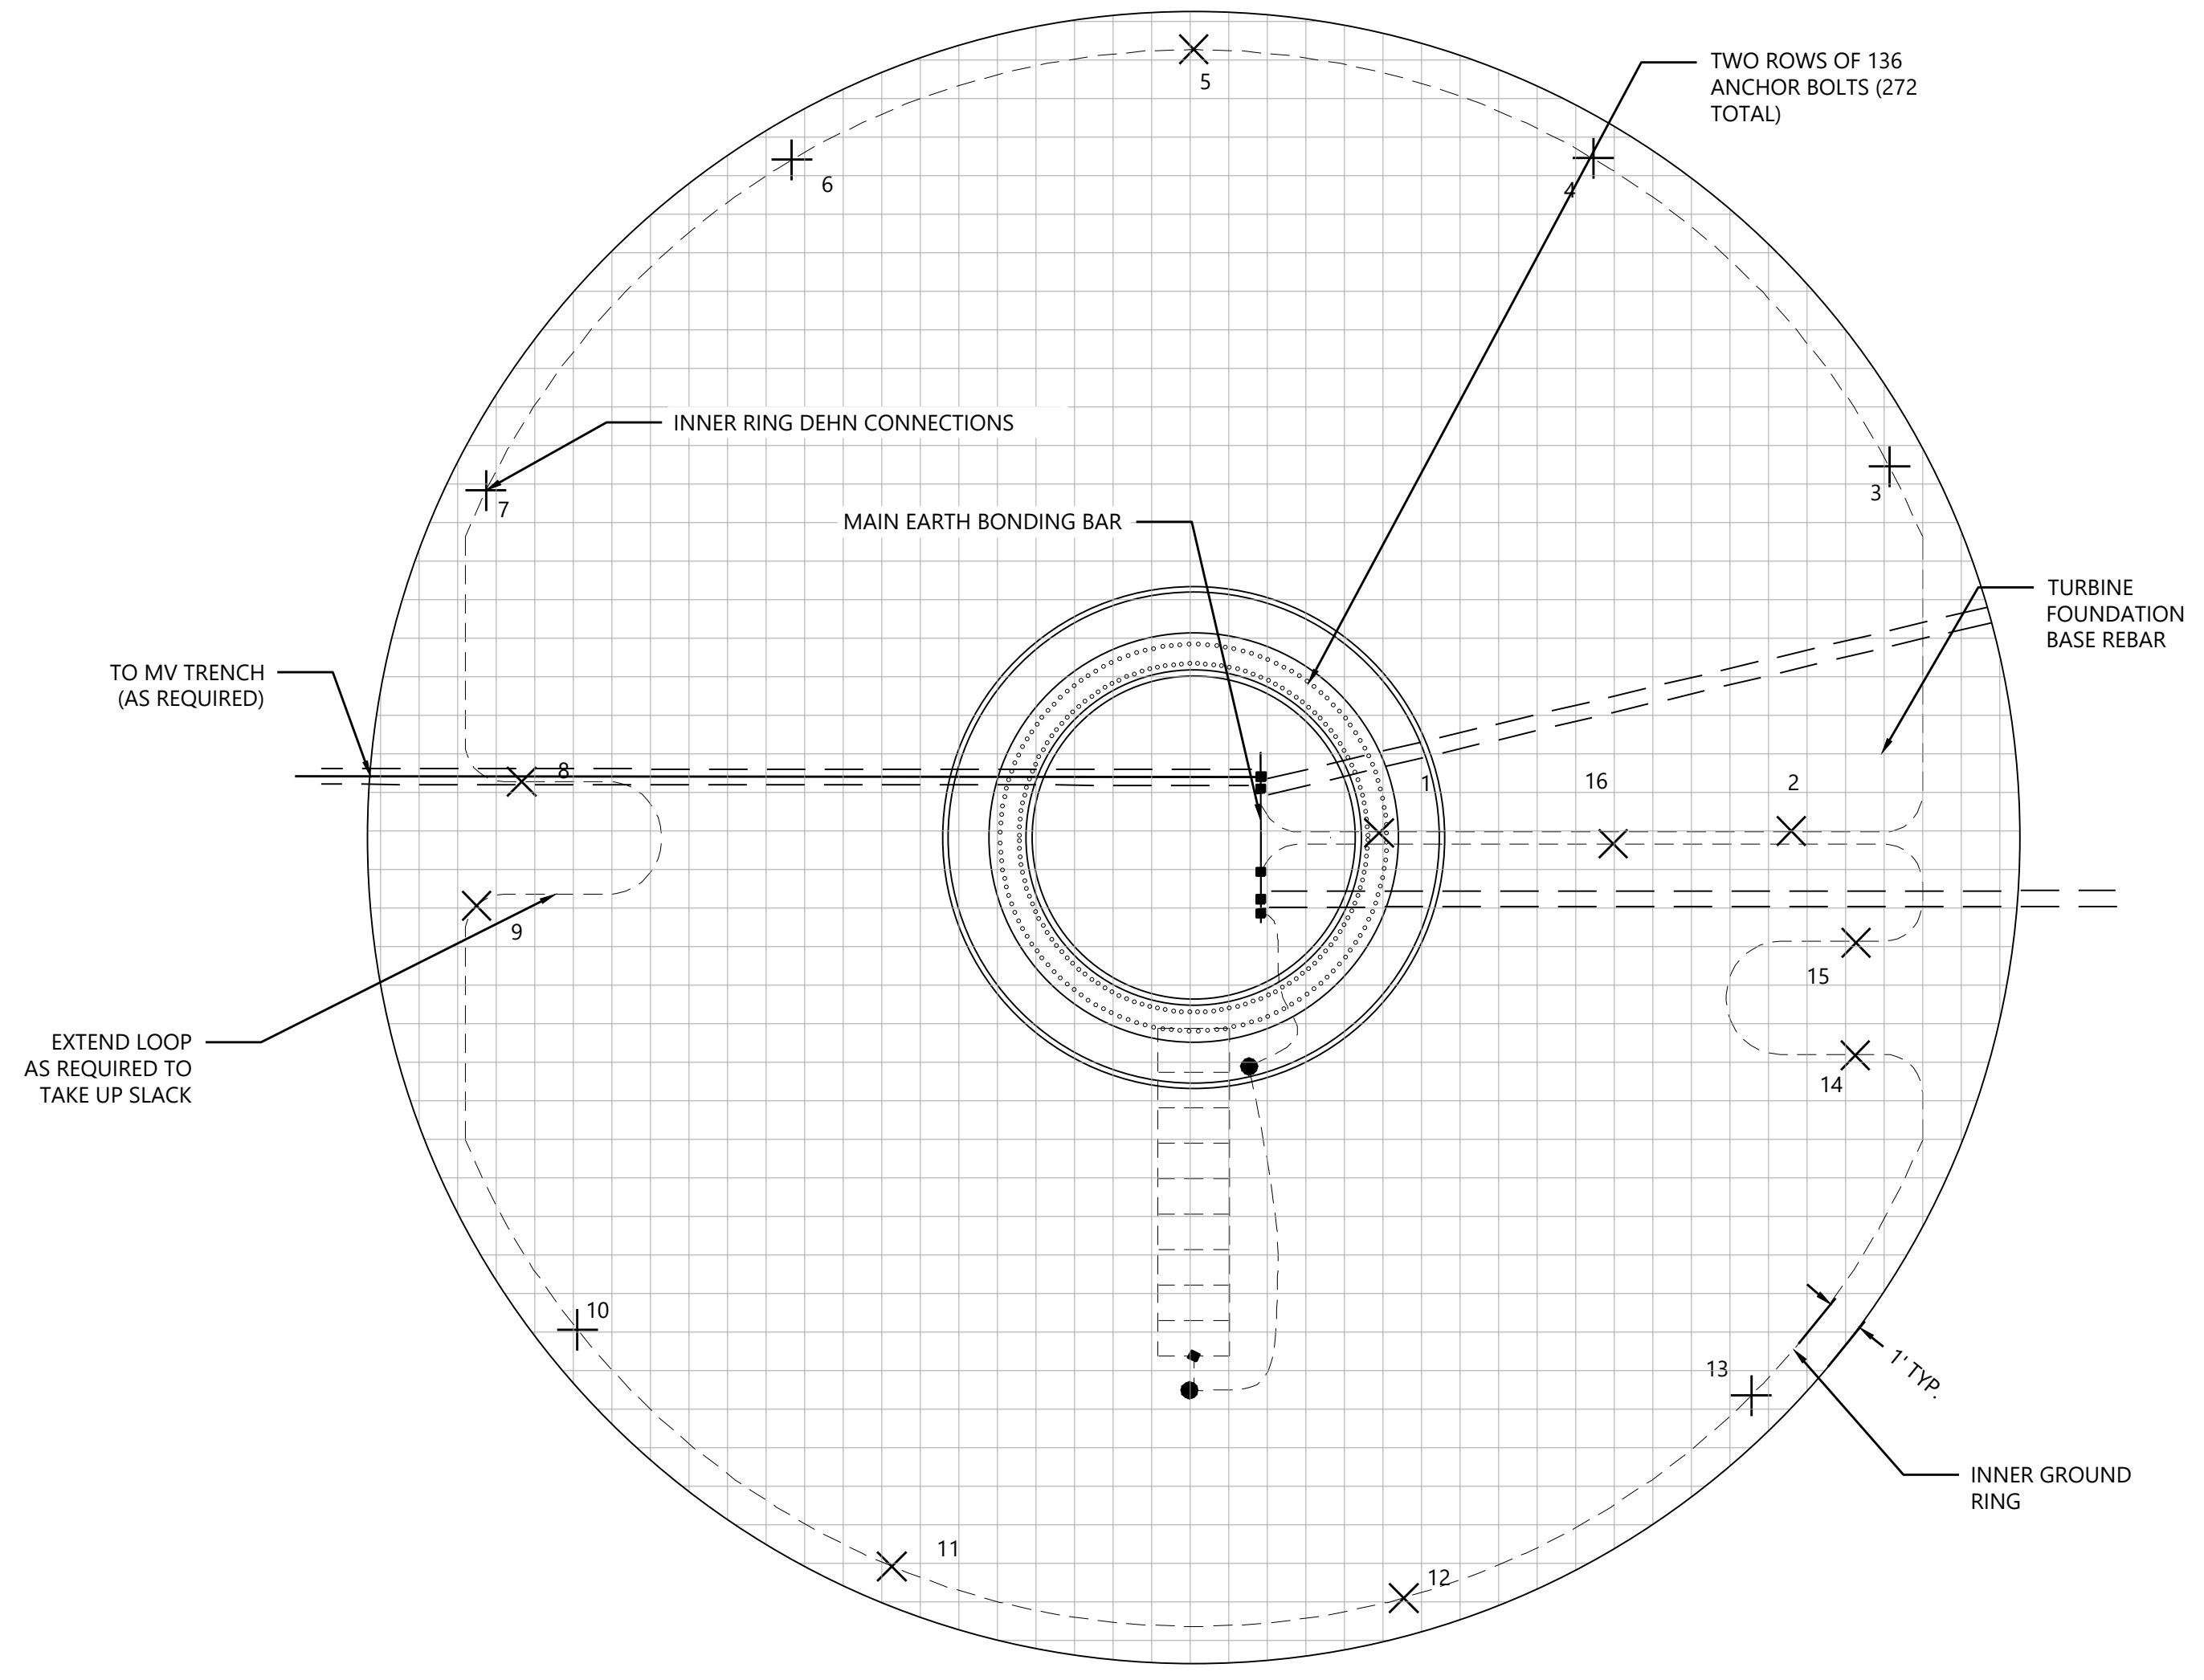 5
TWO ROWS OF 136
ANCHOR BOLTS (272
TOTAL)
6
4
INNER RING DEHN CONNECTIONS
7
3
MAIN EARTH BONDING BAR
TURBINE
FOUNDATION
BASE REBAR
TO MV TRENCH
(AS REQUIRED)
8
1
16
2
9
15
EXTEND LOOP
AS REQUIRED TO
TAKE UP SLACK
14
10
13
1' TYP.
INNER GROUND
RING
11
12